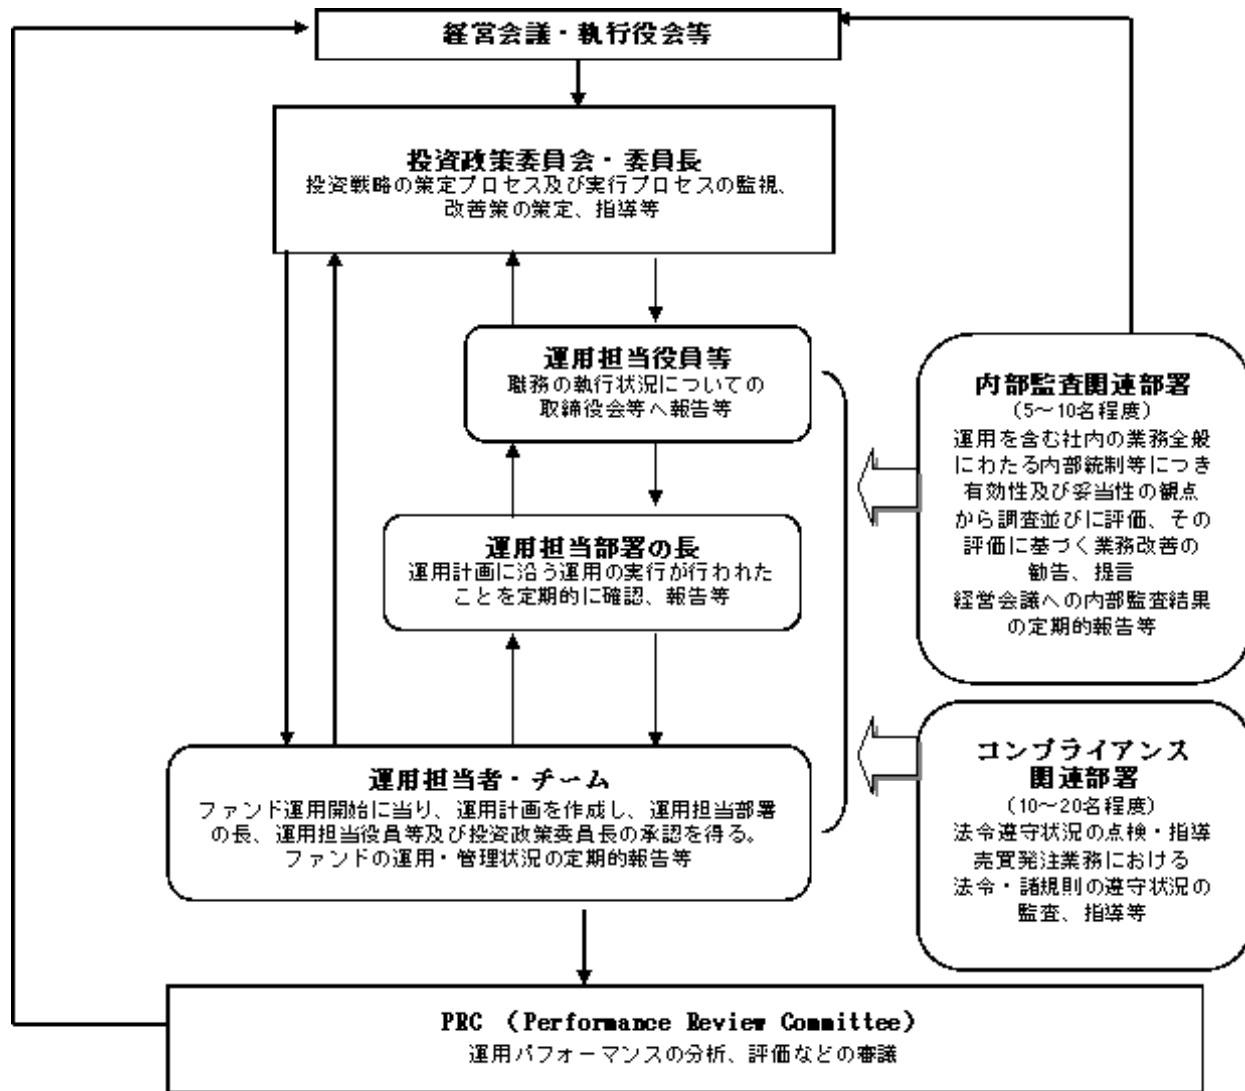 経営会議・執行役会等
投資政策委員会・委員長
投資戦略の策定プロセス及び実行プロセスの監視、
改善策の策定、指導等
運用担当役員等
職務の執行状況についての
取締役会等へ報告等
運用担当部署の長
運用計画に沿う運用の実行が行われた
ことを定期的に確認、報告等
運用担当者・チーム
ファンド運用開始に当り、運用計画を作成し、運用担当部署
の長、運用担当役員等及び投資政策委員長の承認を得る。
ファンドの運用・管理状況の定期的報告等
内部監査関連部署
（5～10名程度）
運用を含む社内の業務全般
にわたる内部統制等につき
有効性及び妥当性の観点
から調査並びに評価、その
評価に基づく業務改善の
勧告、提言
経営会議への内部監査結果
の定期的報告等
コンプライアンス
関連部署
（10～20名程度）
法令遵守状況の点検・指導
売買発注業務における
法令・諸規則の遵守状況の
監査、指導等
PRC （Performance Review Committee）
運用パフォーマンスの分析、評価などの審議